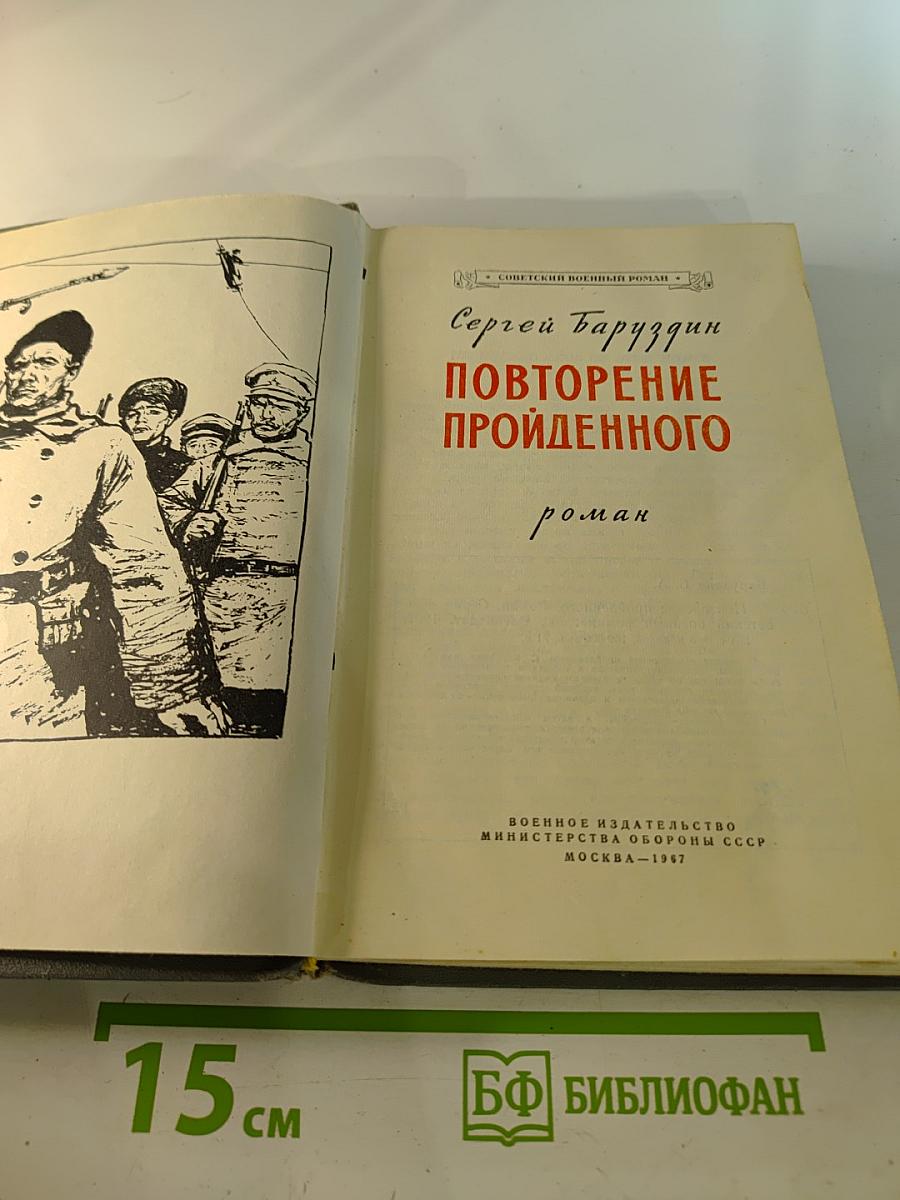 СОВЕТСКИЙ ВОЕННЫЙ РОМАН
Сергей Баруздин
ПОВТОРЕНИЕ
ПРОЙДЕННОГО
роман
ВОЕННОЕ ИЗДАТЕЛЬСТВО
МИНИСТЕРСТВА ОБОРОНЫ СССР
МОСКВА—1967
15 см
БФ БИБЛИОФАН